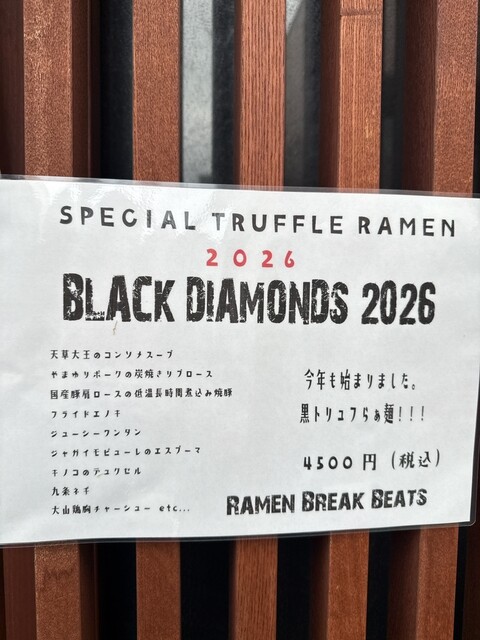 SPECIAL TRUFFLE RAMEN
2026
BLACK DIAMONDS 2026
天草大王のコンソメスープ
やまゆりポークの炭焼きリブロース
国産豚肩ロースの低温長時間煮込み焼豚
フライドエノキ
ジューシーワンタン
ジャガイモピューレのエスプーマ
キノコのデュクセル
九条ネギ
大山鶏胸チャーシュー etc...
今年も始まりました。
黒トリュフらぁ麺!!!
4500 円 (税込)
RAMEN BREAK BEATS